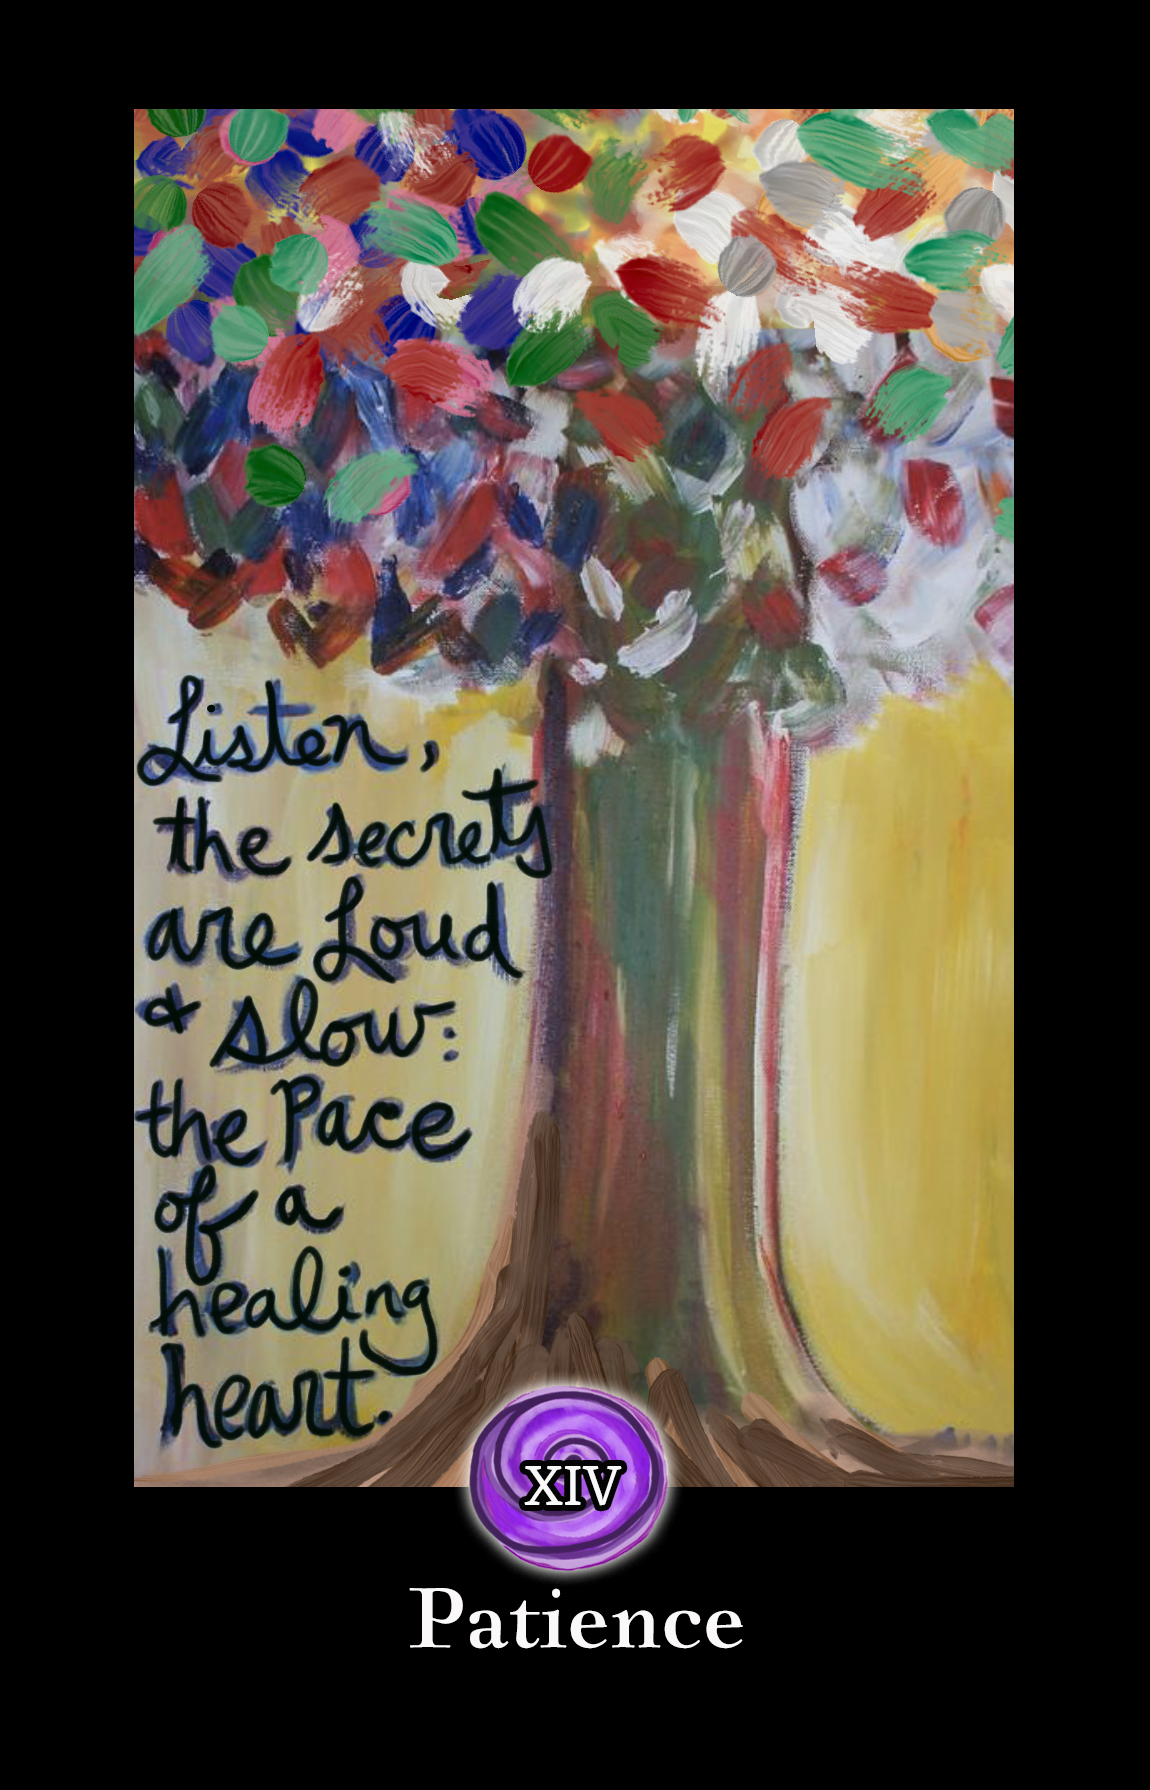 Listen,
the secrets
are Loud
& slow:
the Pace
of a
healing
heart.
XIV
Patience